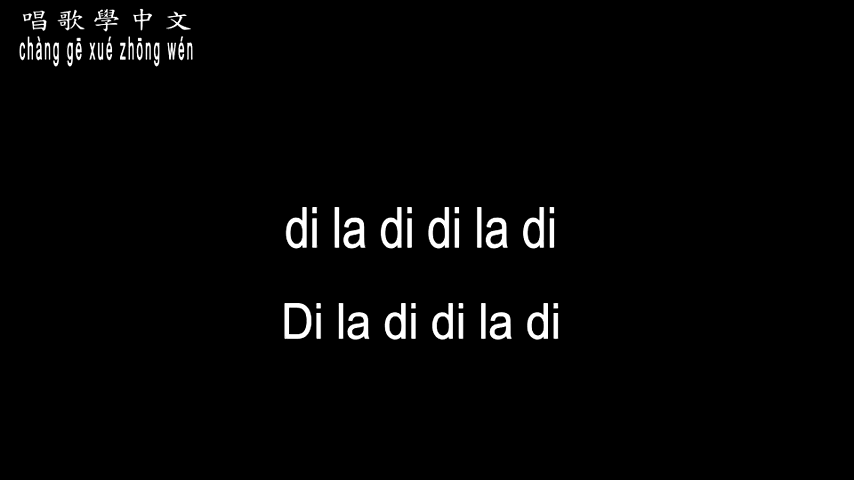 唱歌學中文
chàng gē xué zhōng wén
di la di di la di
Di la di di la di